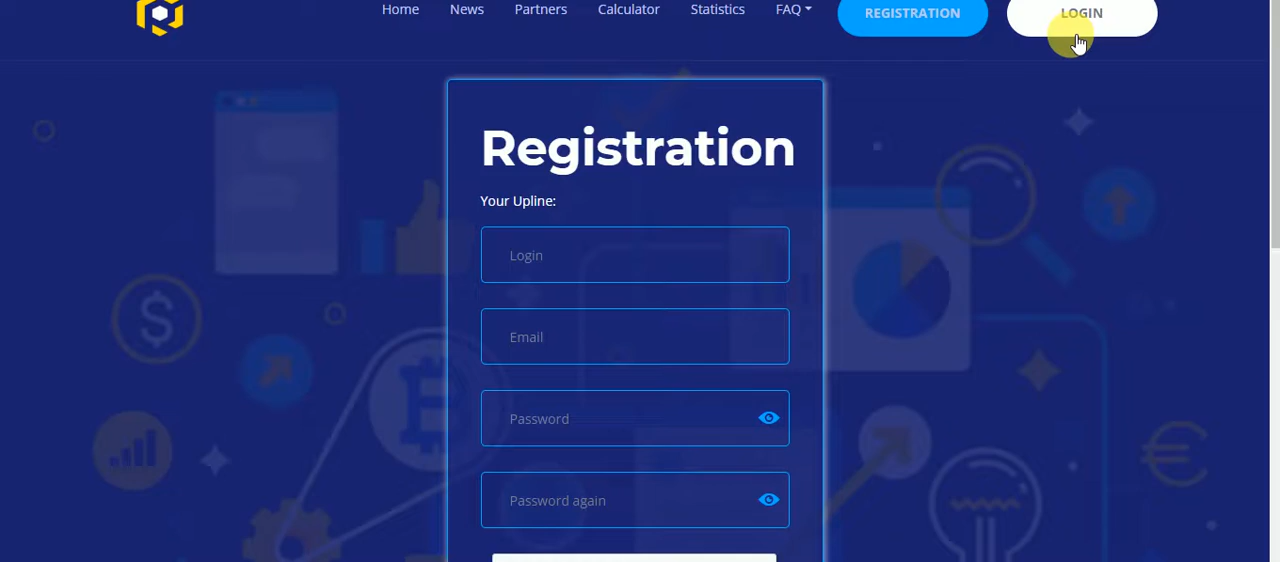 Home News Partners Calculator Statistics FAQ REGISTRATION LOGIN
Registration
Your Upline:
Login
Email
Password
Password again